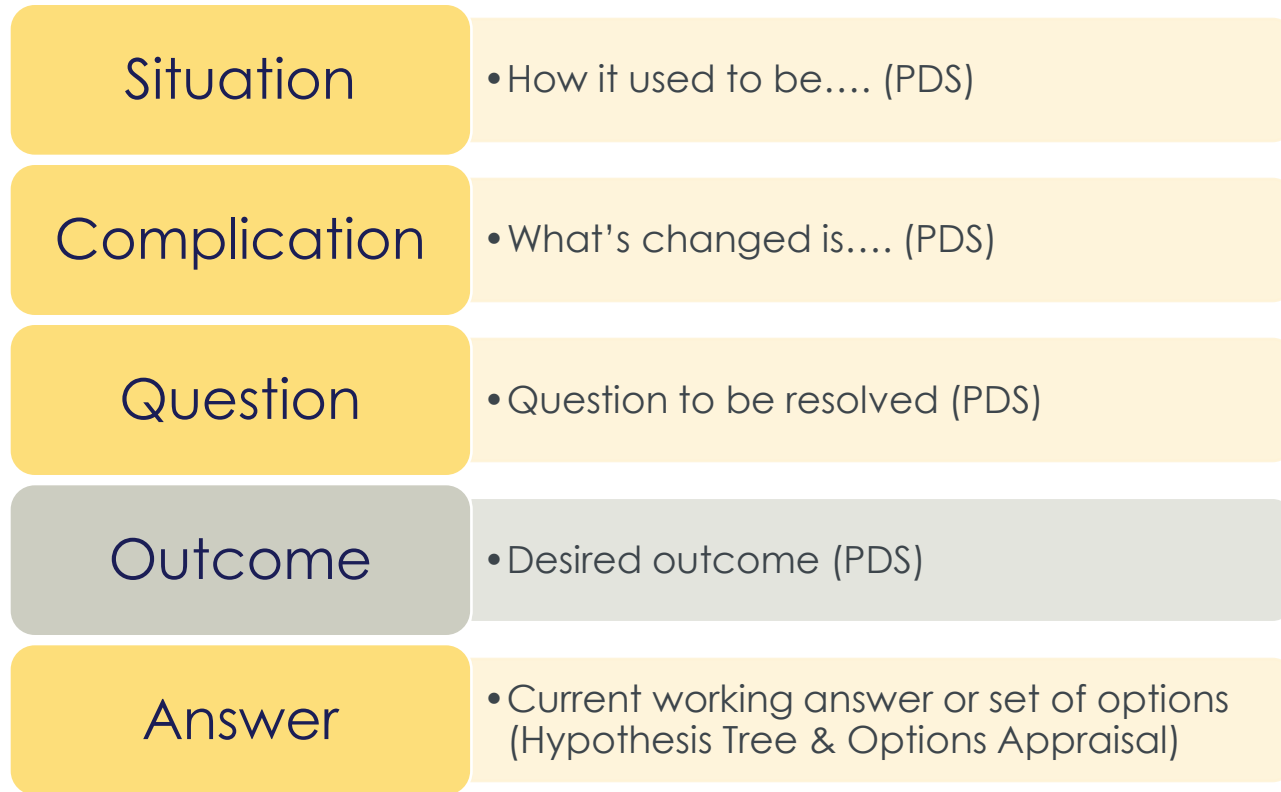 Situation
•How it used to be…. (PDS)
Complication
•What’s changed is…. (PDS)
Question
•Question to be resolved (PDS)
Outcome
•Desired outcome (PDS)
Answer
•Current working answer or set of options
(Hypothesis Tree & Options Appraisal)